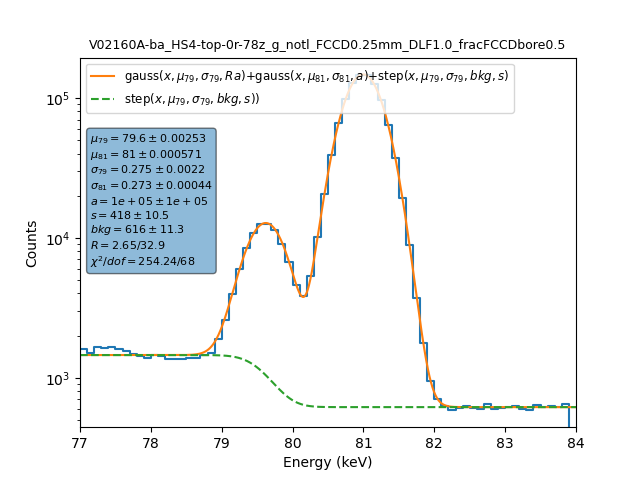 V02160A-ba_HS4-top-0r-78z_g_notl_FCCD0.25mm_DLF1.0_fracFCCDbore0.5
gauss(x, μ79, σ79, Ra)+gauss(x, μ81, σ81, a)+step(x, μ79, σ79, bkg, s)
step(x, μ79, σ79, bkg, s))
μ79 = 79.6 ± 0.00253
μ81 = 81 ± 0.000571
σ79 = 0.275 ± 0.0022
σ81 = 0.273 ± 0.00044
a = 1e + 05 ± 1e + 05
s = 418 ± 10.5
bkg = 616 ± 11.3
R = 2.65/32.9
χ²/dof = 254.24/68
10⁵
10⁴
10³
Counts
77 78 79 80 81 82 83 84
Energy (keV)